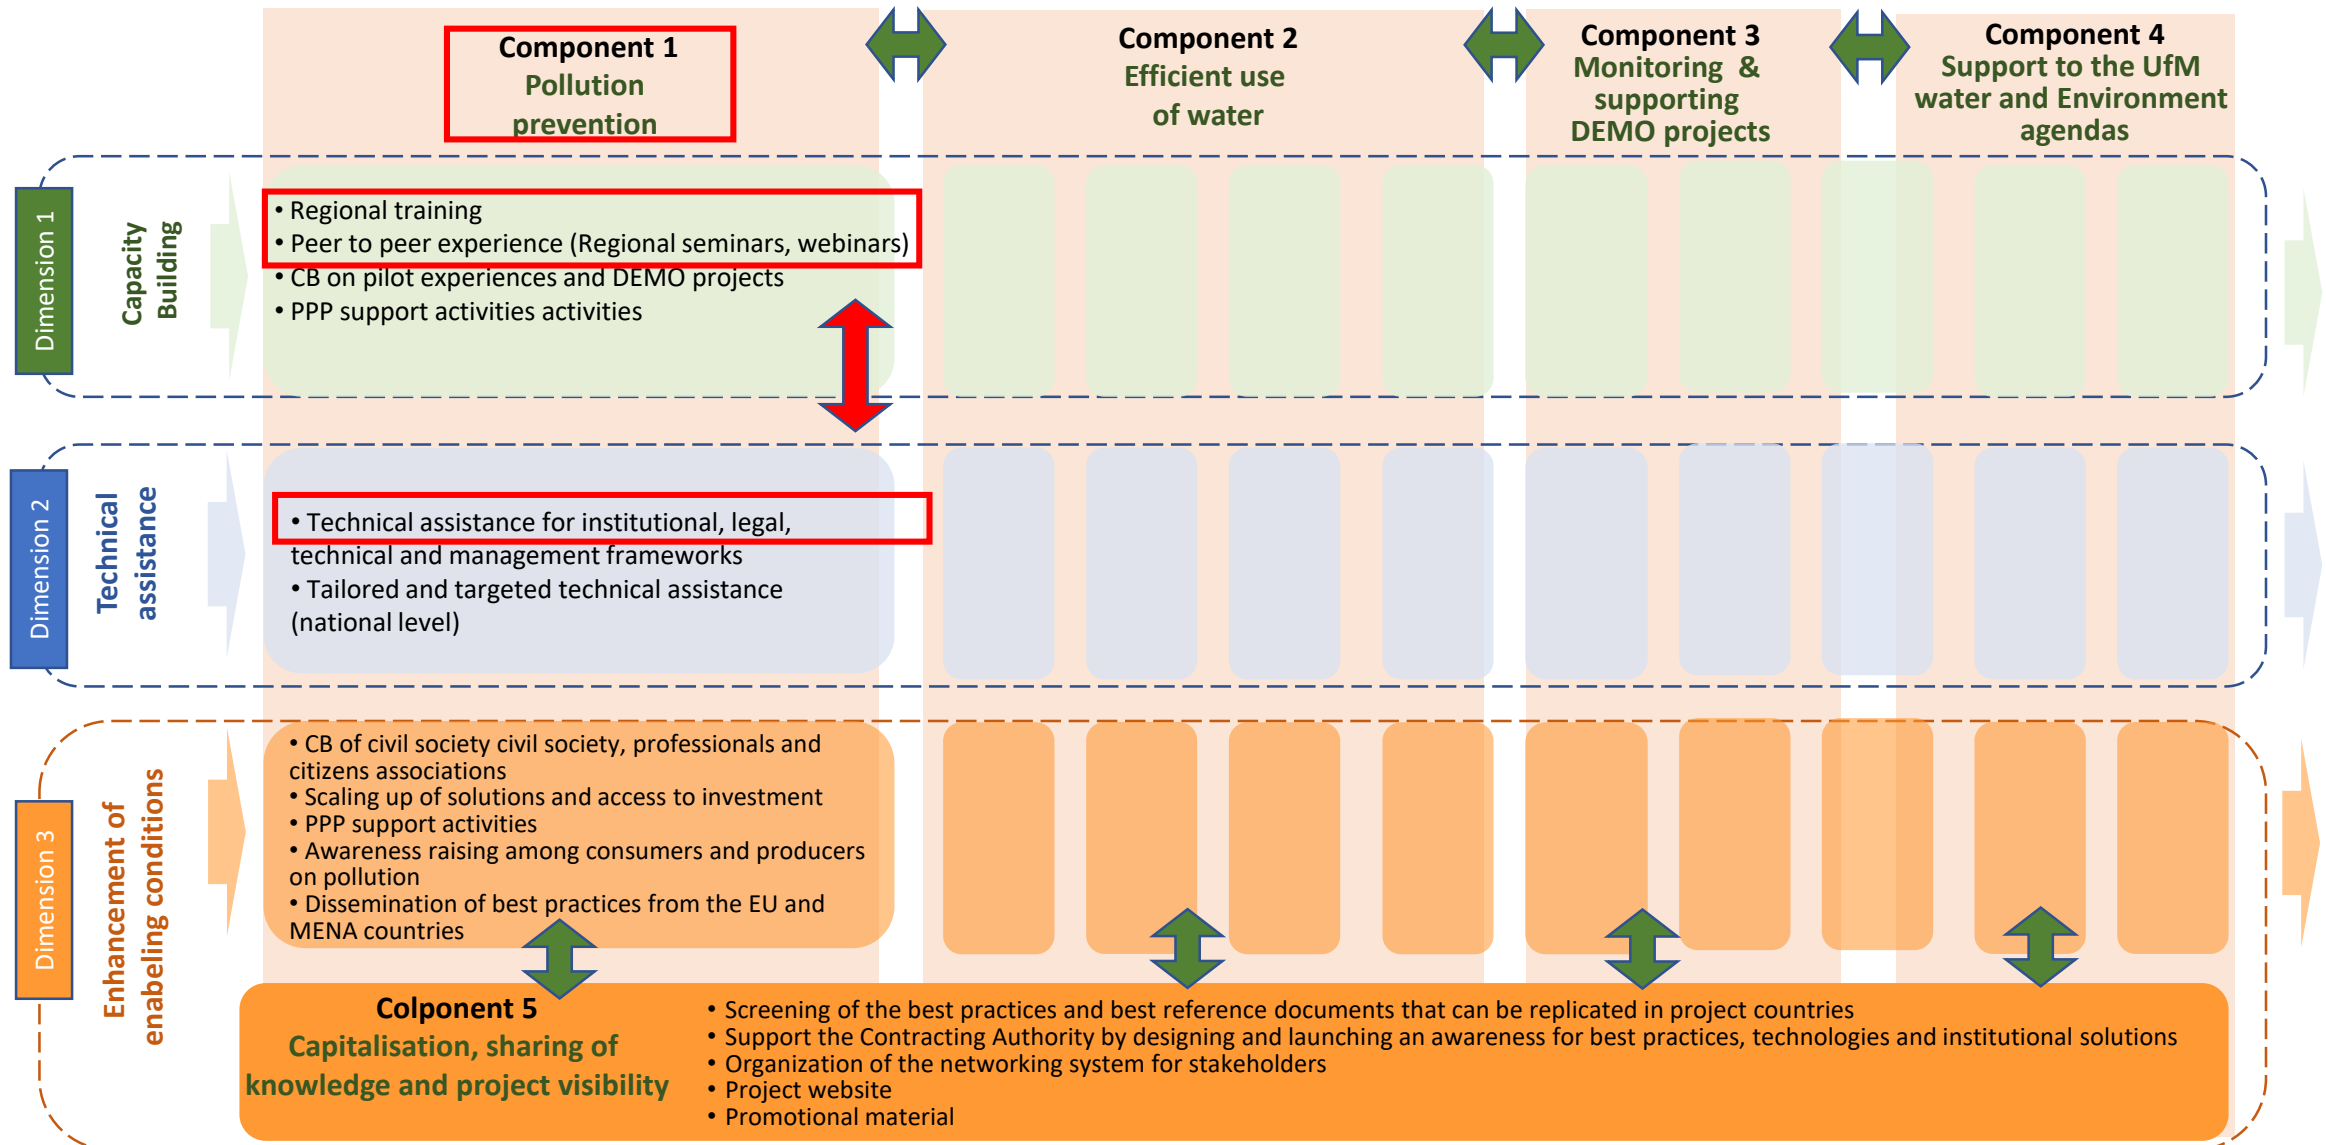 Component 1
Pollution
prevention
Component 2
Efficient use
of water
Component 3
Monitoring &
supporting
DEMO projects
Component 4
Support to the UfM
water and Environment
agendas
Dimension 1
Capacity
Building
• Regional training
• Peer to peer experience (Regional seminars, webinars)
• CB on pilot experiences and DEMO projects
• PPP support activities activities
Dimension 2
Technical
assistance
• Technical assistance for institutional, legal,
technical and management frameworks
• Tailored and targeted technical assistance
(national level)
Dimension 3
Enhancement of
enabeling conditions
• CB of civil society civil society, professionals and
citizens associations
• Scaling up of solutions and access to investment
• PPP support activities
• Awareness raising among consumers and producers
on pollution
• Dissemination of best practices from the EU and
MENA countries
Colponent 5
Capitalisation, sharing of
knowledge and project visibility
• Screening of the best practices and best reference documents that can be replicated in project countries
• Support the Contracting Authority by designing and launching an awareness for best practices, technologies and institutional solutions
• Organization of the networking system for stakeholders
• Project website
• Promotional material